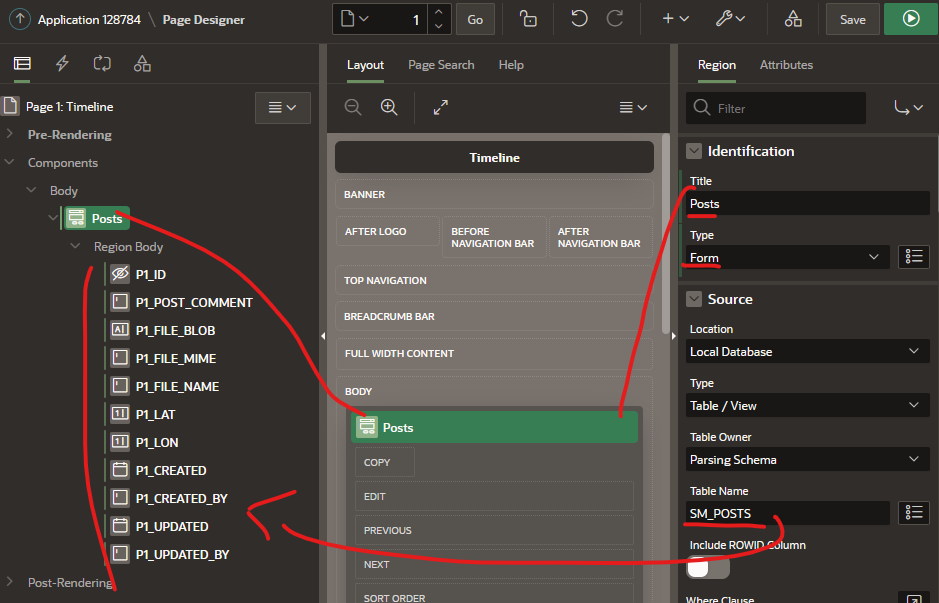 Application 128784 \ Page Designer
1
Go
Save
Page 1: Timeline
Pre-Rendering
Components
Body
Posts
Region Body
P1_ID
P1_POST_COMMENT
P1_FILE_BLOB
P1_FILE_MIME
P1_FILE_NAME
P1_LAT
P1_LON
P1_CREATED
P1_CREATED_BY
P1_UPDATED
P1_UPDATED_BY
Post-Rendering
Layout
Page Search
Help
Timeline
BANNER
AFTER LOGO
BEFORE
NAVIGATION BAR
AFTER
NAVIGATION BAR
TOP NAVIGATION
BREADCRUMB BAR
FULL WIDTH CONTENT
BODY
Posts
COPY
EDIT
PREVIOUS
NEXT
SORT ORDER
Region
Attributes
Filter
Identification
Title
Posts
Type
Form
Source
Location
Local Database
Type
Table / View
Table Owner
Parsing Schema
Table Name
SM_POSTS
Include ROWID Column
Where Clause